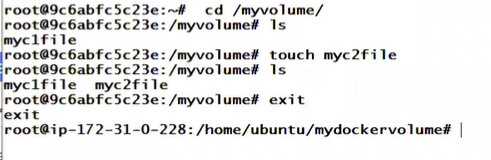 root@9c6abfc5c23e:~#  cd /myvolume/
root@9c6abfc5c23e:/myvolume# ls
myc1file
root@9c6abfc5c23e:/myvolume# touch myc2file
root@9c6abfc5c23e:/myvolume# ls
myc1file  myc2file
root@9c6abfc5c23e:/myvolume# exit
exit
root@ip-172-31-0-228:/home/ubuntu/mydockervolume#